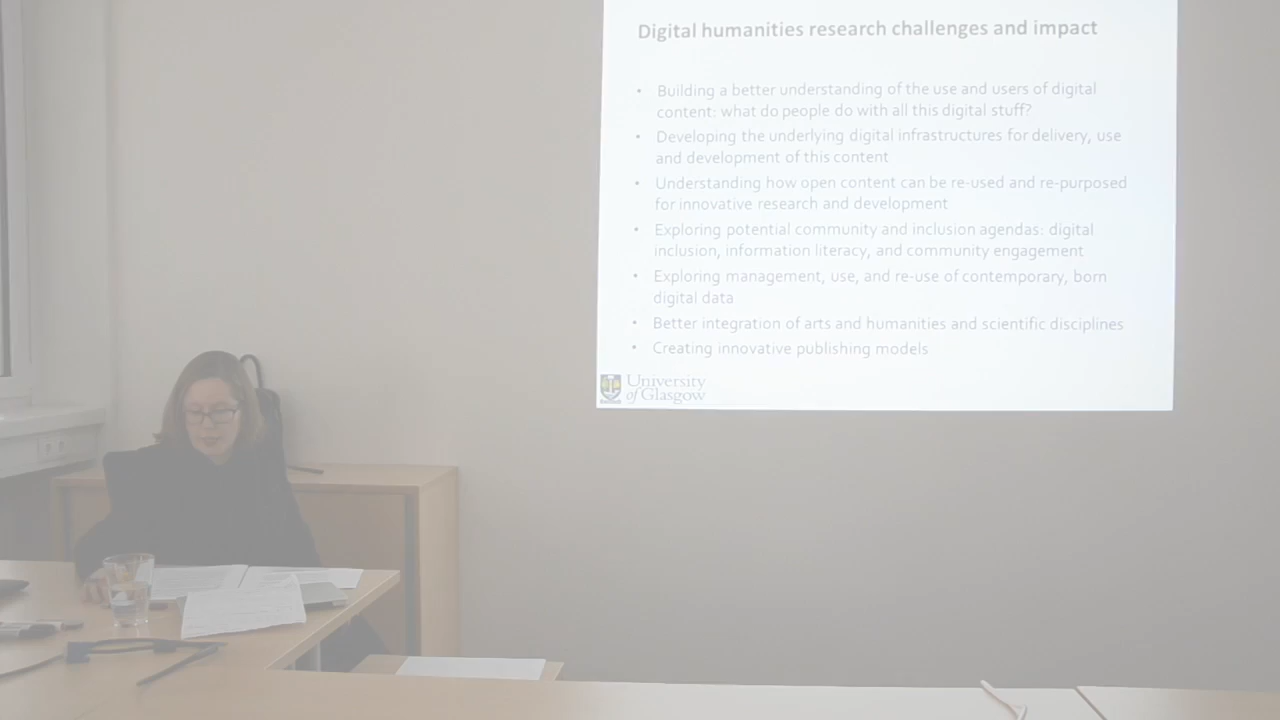 Digital humanities research challenges and impact
• Building a better understanding of the use and users of digital
content: what do people do with all this digital stuff?
• Developing the underlying digital infrastructures for delivery, use
and development of this content
• Understanding how open content can be re-used and re-purposed
for innovative research and development
• Exploring potential community and inclusion agendas: digital
inclusion, information literacy, and community engagement
• Exploring management, use, and re-use of contemporary, born
digital data
• Better integration of arts and humanities and scientific disciplines
• Creating innovative publishing models
University
of Glasgow